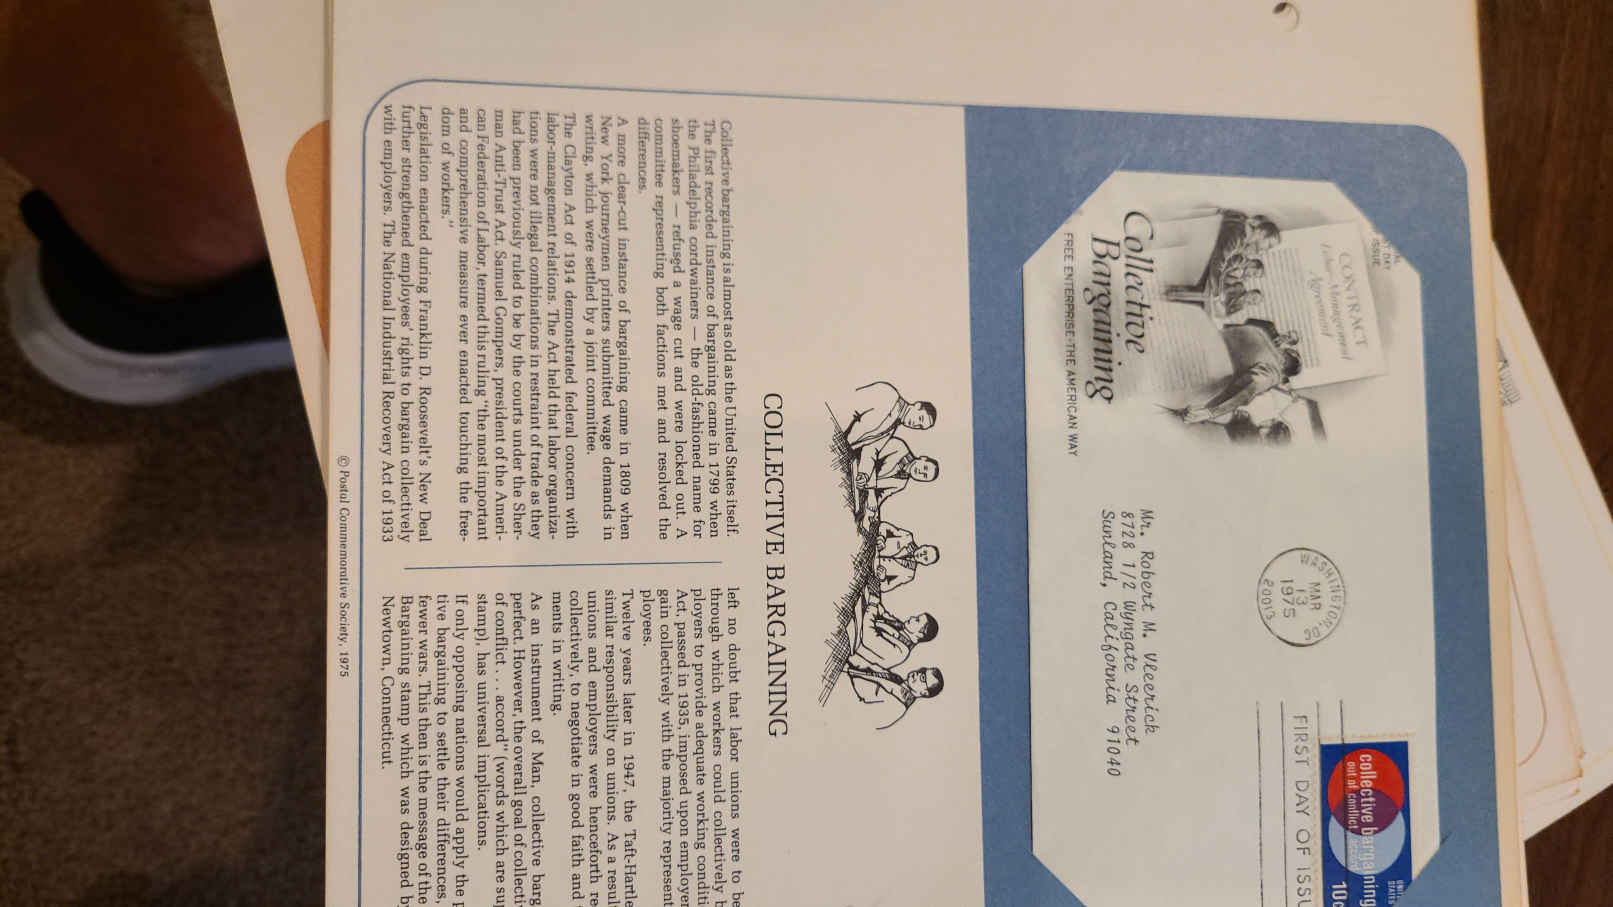 CONTRACT
Labor-Management
Agreement
Collective
Bargaining
FREE ENTERPRISE-THE AMERICAN WAY
WASHINGTON, DC
MAR
13
1975
20013
FIRST DAY OF ISSU
collective bargaining
out of conflict...accord
10c
Mr. Robert M. Vleerick
8728 1/2 Wyngate Street
Sunland, California 91040
COLLECTIVE BARGAINING
Collective bargaining is almost as old as the United States itself.
The first recorded instance of bargaining came in 1799 when
the Philadelphia cordwainers — the old-fashioned name for
shoemakers — refused a wage cut and were locked out. A
committee representing both factions met and resolved the
differences.
A more clear-cut instance of bargaining came in 1809 when
New York journeymen printers submitted wage demands in
writing, which were settled by a joint committee.
The Clayton Act of 1914 demonstrated federal concern with
labor-management relations. The Act held that labor organiza-
tions were not illegal combinations in restraint of trade as they
had been previously ruled to be by the courts under the Sher-
man Anti-Trust Act. Samuel Gompers, president of the Ameri-
can Federation of Labor, termed this ruling “the most important
and comprehensive measure ever enacted touching the free-
dom of workers.”
Legislation enacted during Franklin D. Roosevelt's New Deal
further strengthened employees' rights to bargain collectively
with employers. The National Industrial Recovery Act of 1933
left no doubt that labor unions were to be
through which workers could collectively b
ployers to provide adequate working conditi
Act, passed in 1935, imposed upon employer
gain collectively with the majority represent
ployees.
Twelve years later in 1947, the Taft-Hartle
similar responsibility on unions. As a resul
unions and employers were henceforth re
collectively, to negotiate in good faith and
ments in writing.
As an instrument of Man, collective barg
perfect. However, the overall goal of collecti
of conflict . . . accord” (words which are sup
stamp), has universal implications.
If only opposing nations would apply the p
tive bargaining to settle their differences,
fewer wars. This then is the message of the
Bargaining stamp which was designed by
Newtown, Connecticut.
© Postal Commemorative Society, 1975